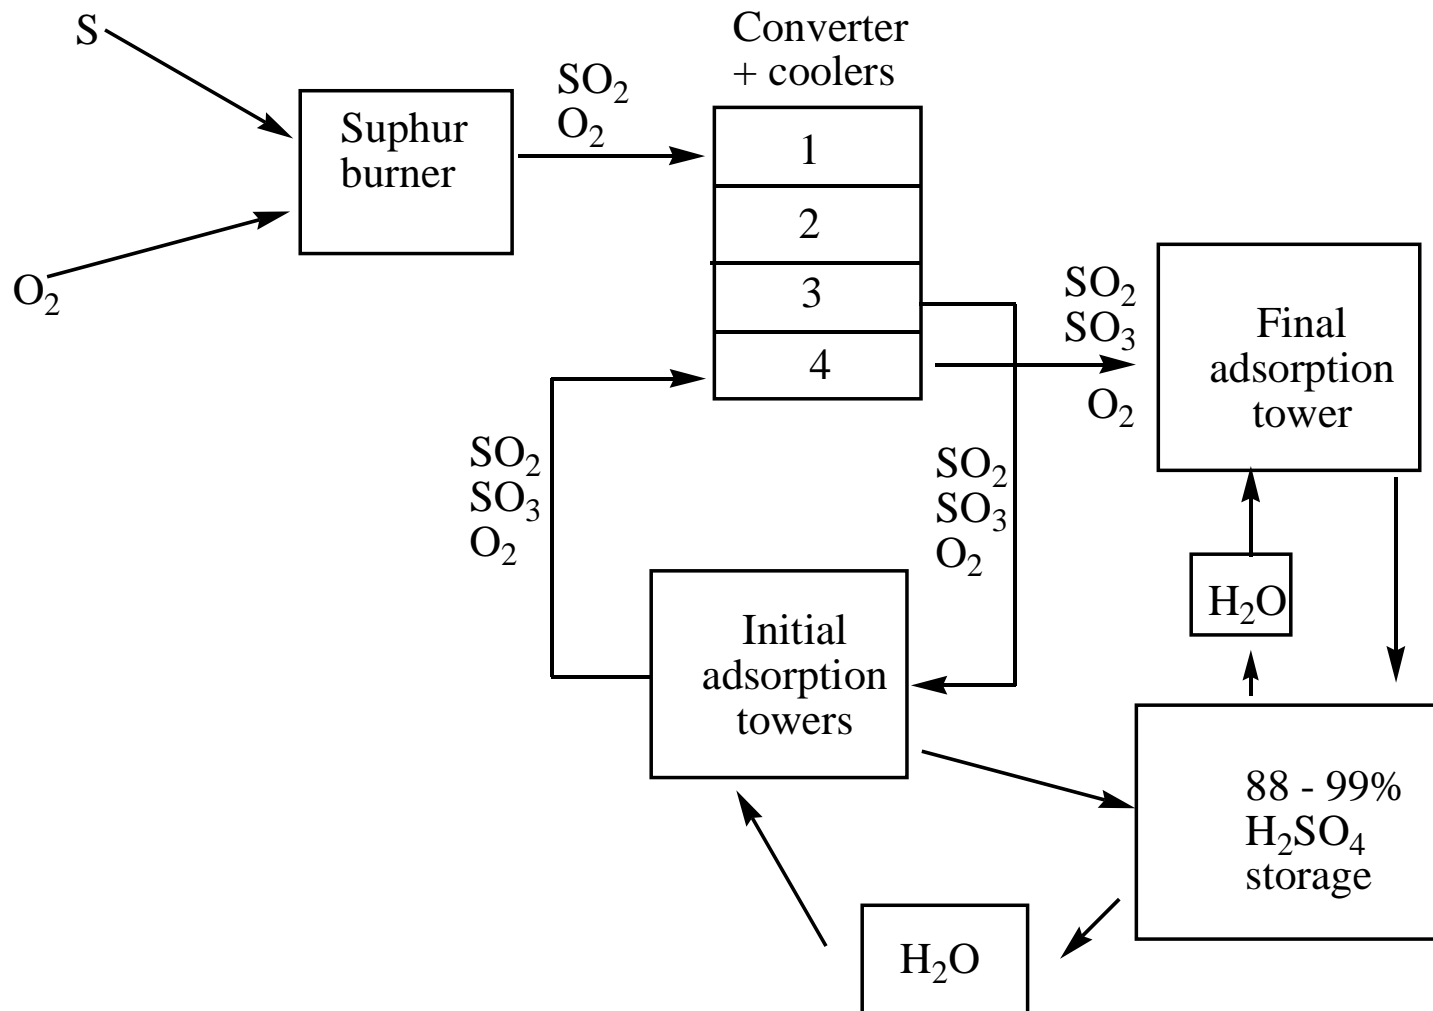 S
O₂
Suphur
burner
SO₂
O₂
Converter
+ coolers
1
2
3
4
SO₂
SO₃
O₂
Final
adsorption
tower
SO₂
SO₃
O₂
SO₂
SO₃
O₂
Initial
adsorption
towers
H₂O
88 - 99%
H₂SO₄
storage
H₂O